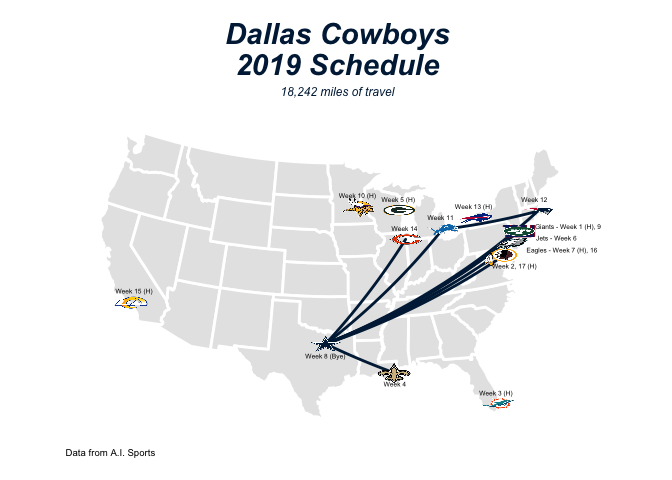 Dallas Cowboys
2019 Schedule
18,242 miles of travel
Week 10 (H)
Week 5 (H)
Week 13 (H)
Week 12
Week 11
Week 14
Giants - Week 1 (H), 9
Jets - Week 6
Eagles - Week 7 (H), 16
Week 2, 17 (H)
Week 15 (H)
Week 8 (Bye)
Week 4
Week 3 (H)
Data from A.I. Sports